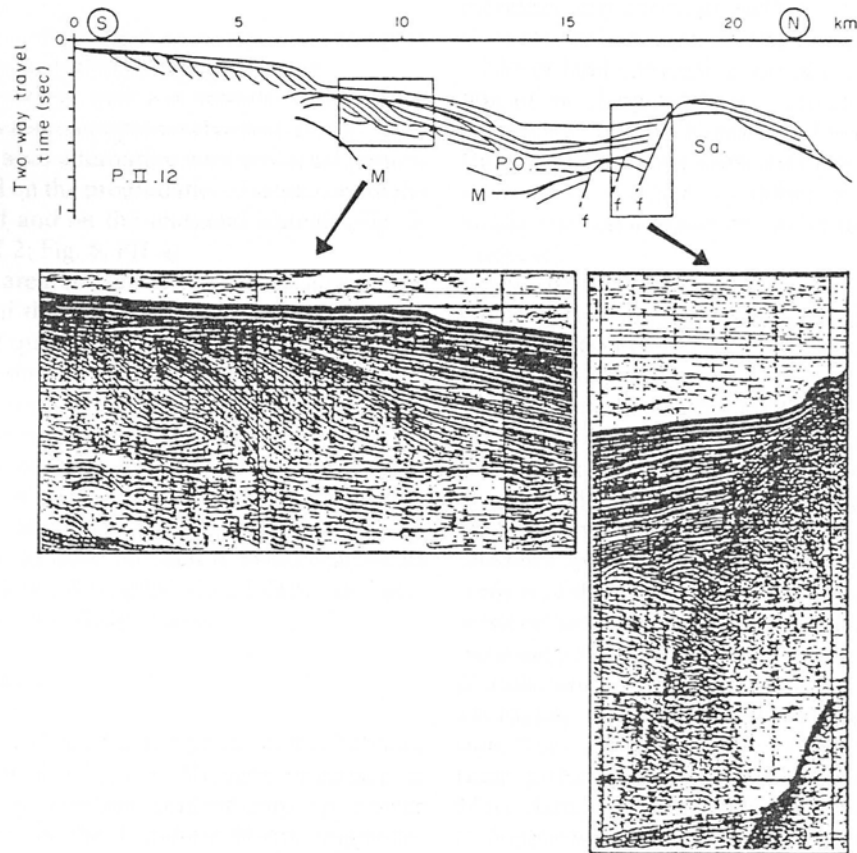 0 S 5 10 15 20 N km
0
Two-way travel
time (sec)
1
P.II.12
M
P.O.
M
f f f
Sa.